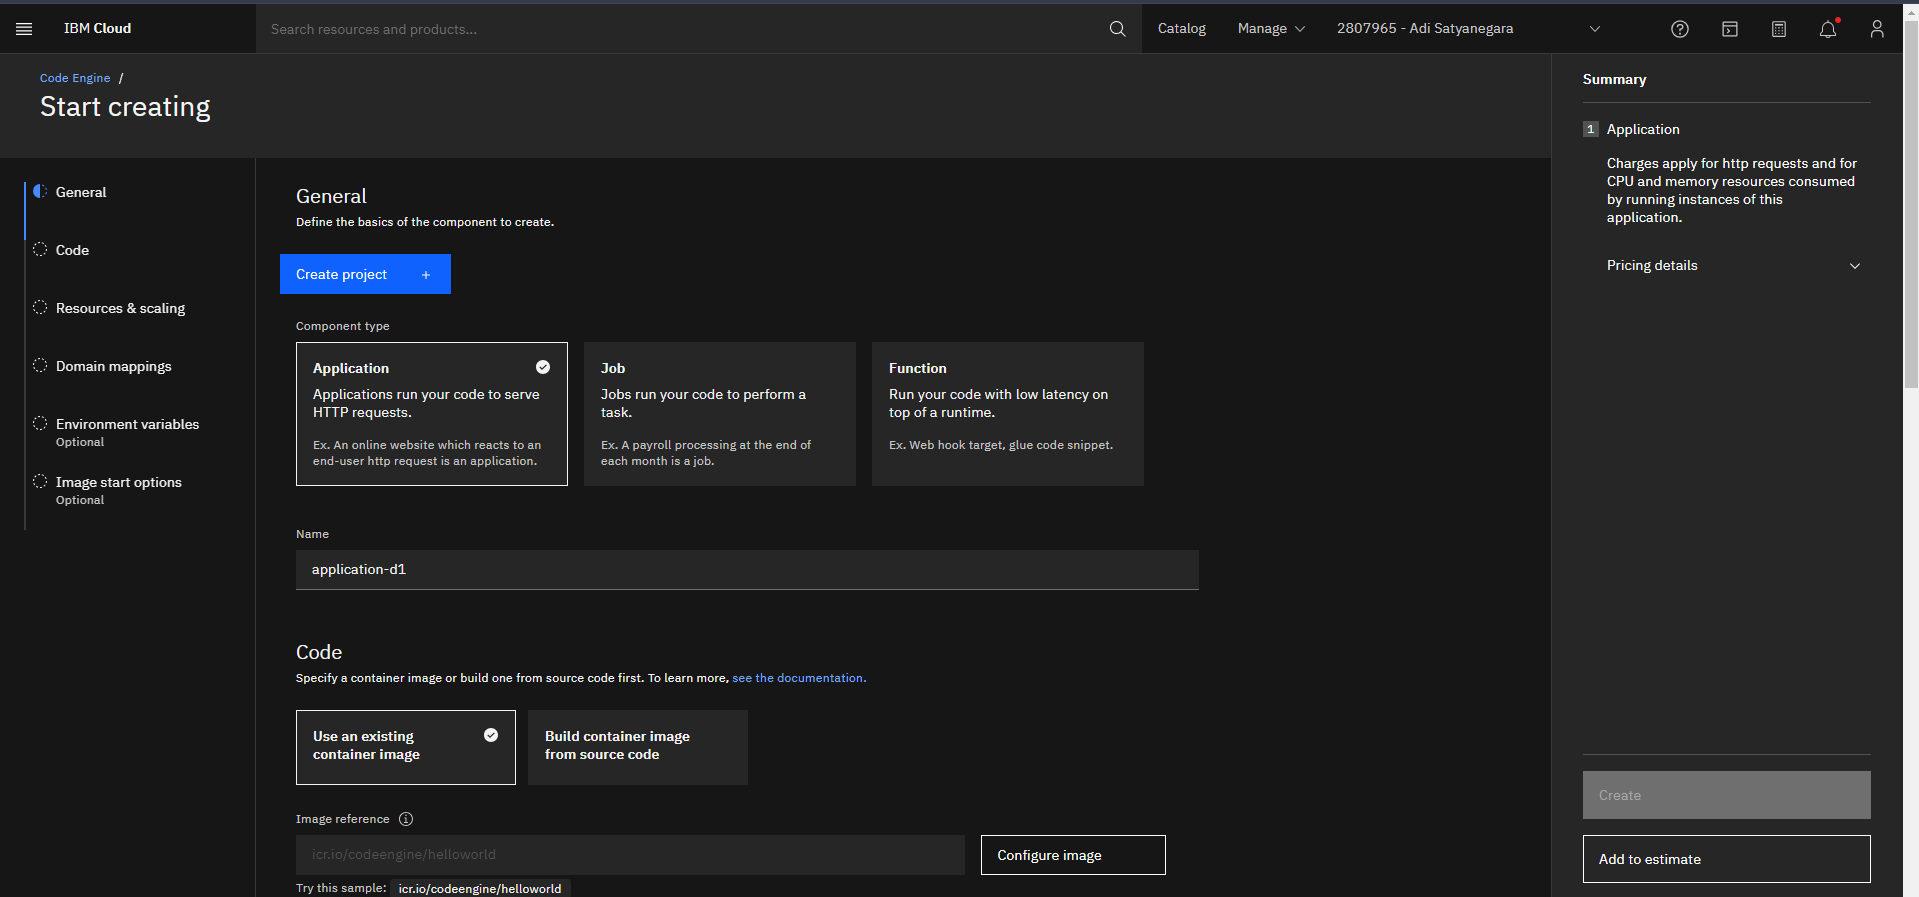 IBM Cloud
Search resources and products...
Catalog
Manage
2807965 - Adi Satyanegara
Code Engine /
Start creating
General
Code
Resources & scaling
Domain mappings
Environment variables
Optional
Image start options
Optional
General
Define the basics of the component to create.
Create project +
Component type
Application
Applications run your code to serve
HTTP requests.
Ex. An online website which reacts to an
end-user http request is an application.
Job
Jobs run your code to perform a
task.
Ex. A payroll processing at the end of
each month is a job.
Function
Run your code with low latency on
top of a runtime.
Ex. Web hook target, glue code snippet.
Name
application-d1
Code
Specify a container image or build one from source code first. To learn more, see the documentation.
Use an existing
container image
Build container image
from source code
Image reference
icr.io/codeengine/helloworld
Configure image
Try this sample: icr.io/codeengine/helloworld
Summary
1 Application
Charges apply for http requests and for
CPU and memory resources consumed
by running instances of this
application.
Pricing details
Create
Add to estimate